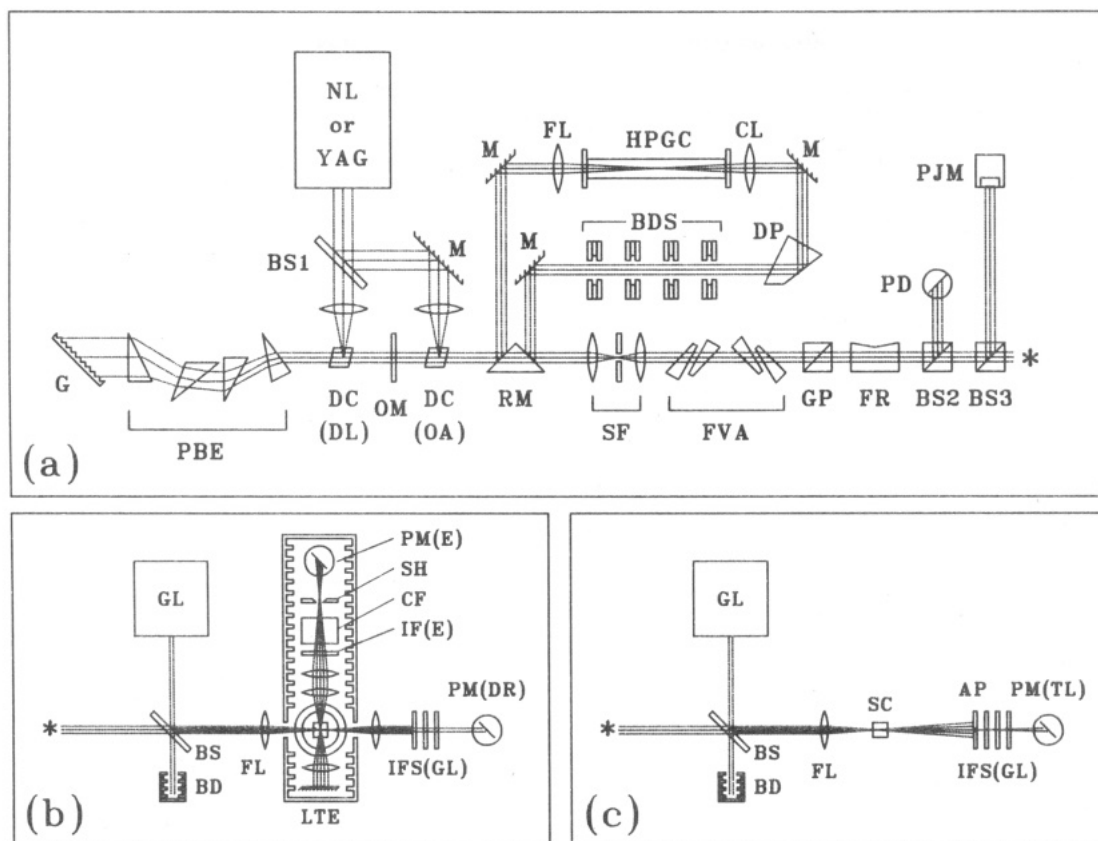 NL
or
YAG
M
FL
HPGC
CL
M
PJM
BS1
M
M
BDS
DP
PD
G
PBE
DC
(DL)
OM
DC
(OA)
RM
SF
FVA
GP
FR
BS2
BS3
*
(a)
GL
PM(E)
SH
CF
IF(E)
PM(DR)
*
BS
FL
IFS(GL)
BD
LTE
(b)
GL
SC
AP
PM(TL)
*
BS
FL
IFS(GL)
BD
(c)